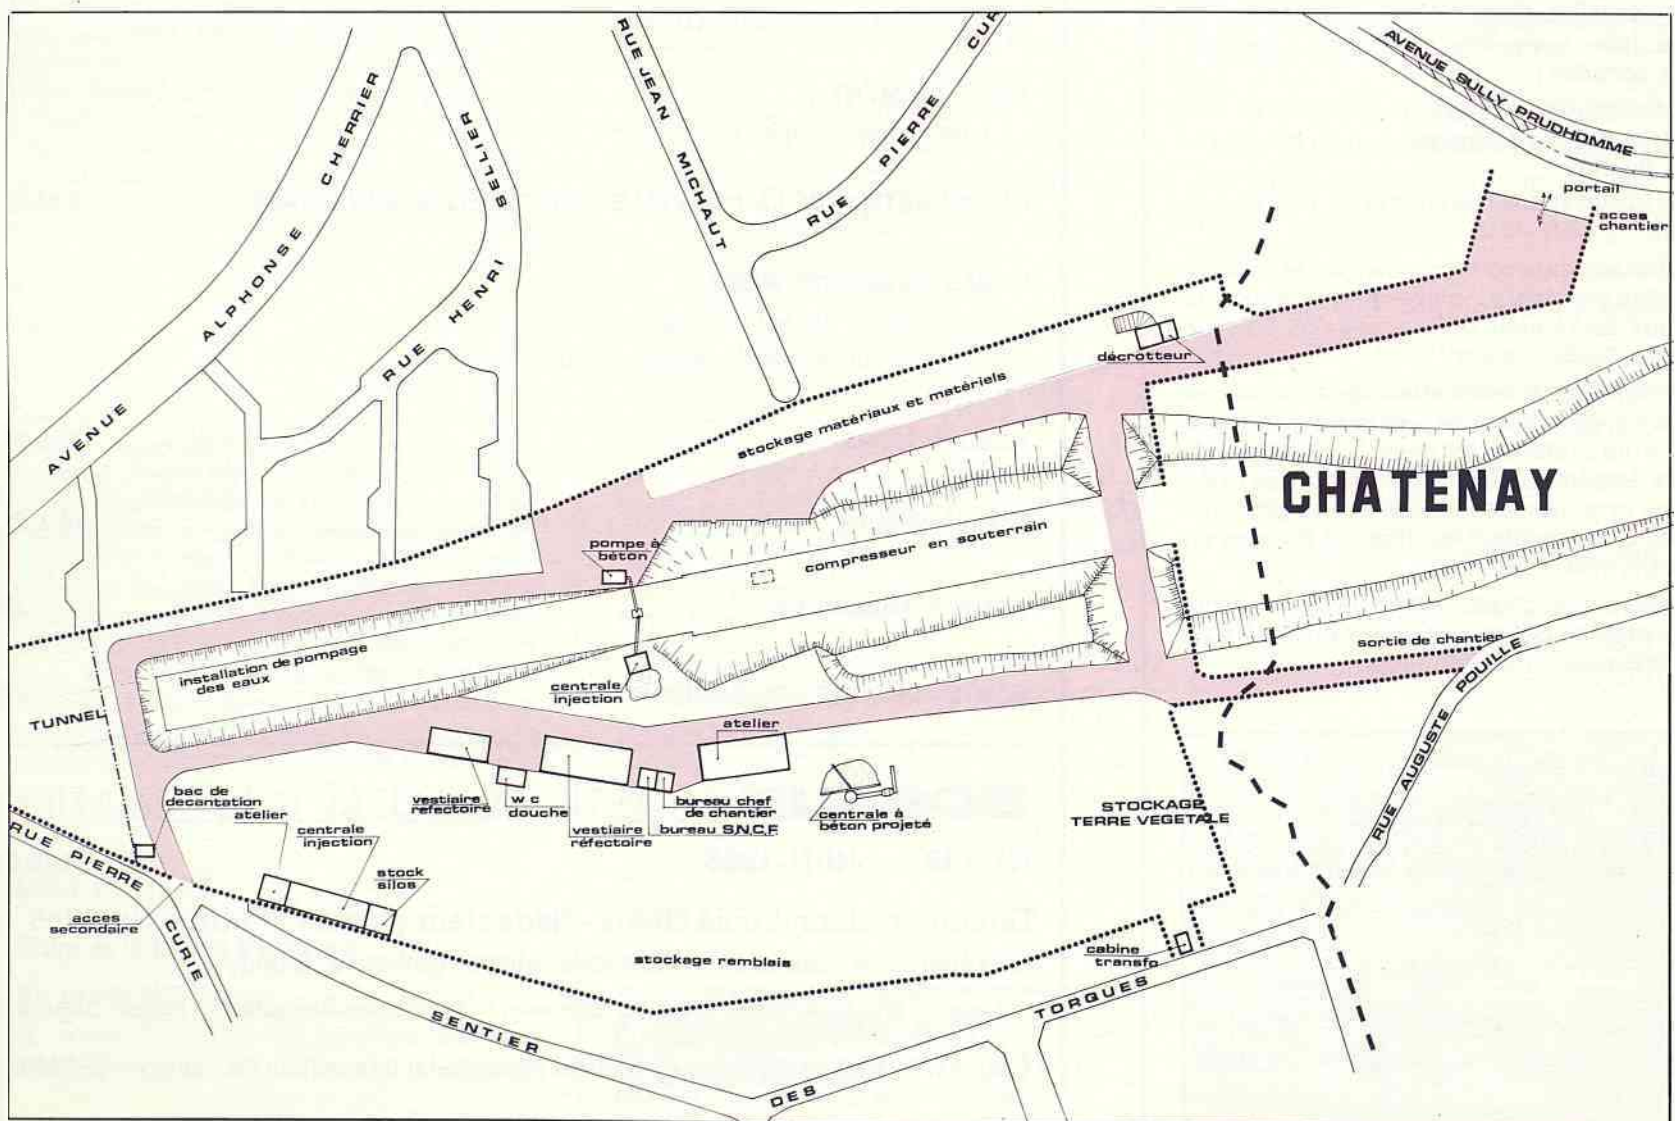 AVENUE SULLY PRUDHOMME
portail
acces
chantier
RUE JEAN MICHAUT
RUE PIERRE CUR
AVENUE ALPHONSE CHERRIER
RUE HENRI SELLIER
décrotteur
stockage matériaux et matériels
CHATENAY
pompe à
béton
compresseur en souterrain
installation de pompage
des eaux
centrale
injection
sortie de chantier
TUNNEL
atelier
RUE AUGUSTE POUILLE
bac de
decantation
atelier
centrale
injection
stock
silos
vestiaire
refectoire
w c
douche
vestiaire
réfectoire
bureau chef
de chantier
bureau S.N.C.F
centrale à
béton projeté
STOCKAGE
TERRE VEGETALE
RUE PIERRE CURIE
acces
secondaire
stockage remblais
cabine
transfo
SENTIER DES TORQUES